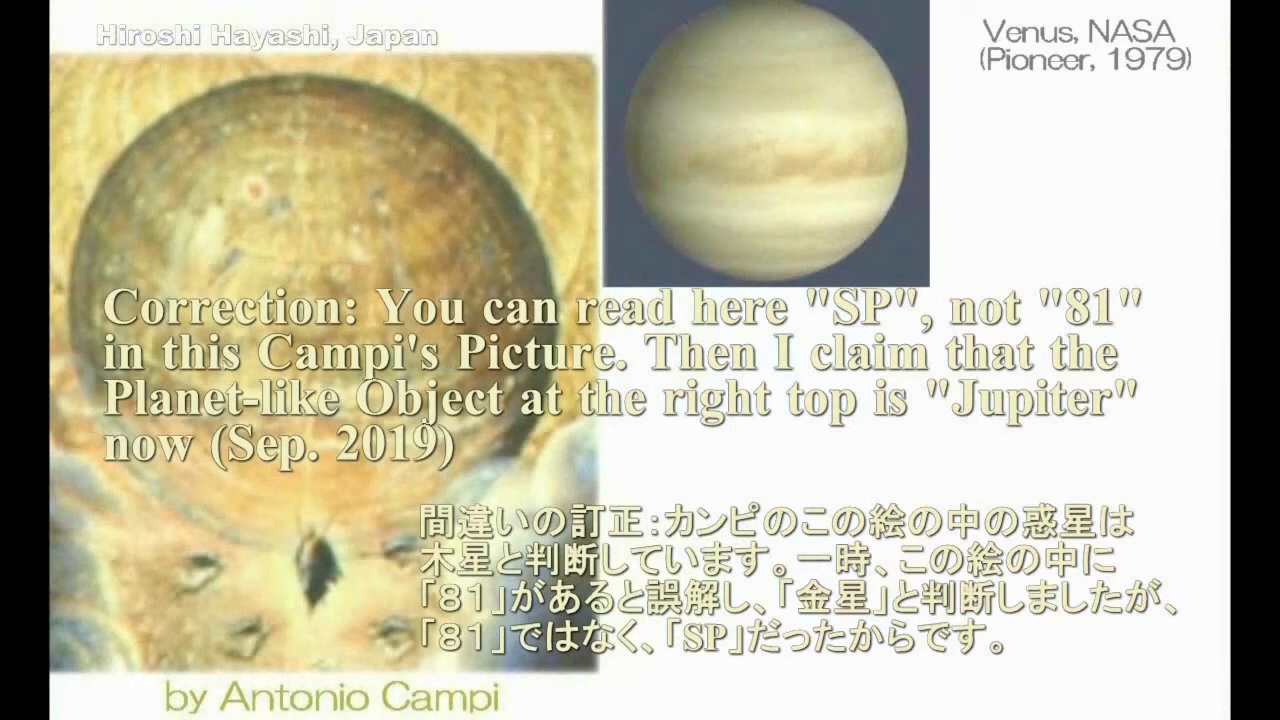 Hiroshi Hayashi, Japan
Venus, NASA
(Pioneer, 1979)
Correction: You can read here "SP", not "81"
in this Campi's Picture. Then I claim that the
Planet-like Object at the right top is "Jupiter"
now (Sep. 2019)
間違いの訂正：カンピのこの絵の中の惑星は
木星と判断しています。一時、この絵の中に
「８１」があると誤解し、「金星」と判断しましたが、
「８１」ではなく、「SP」だったからです。
by Antonio Campi